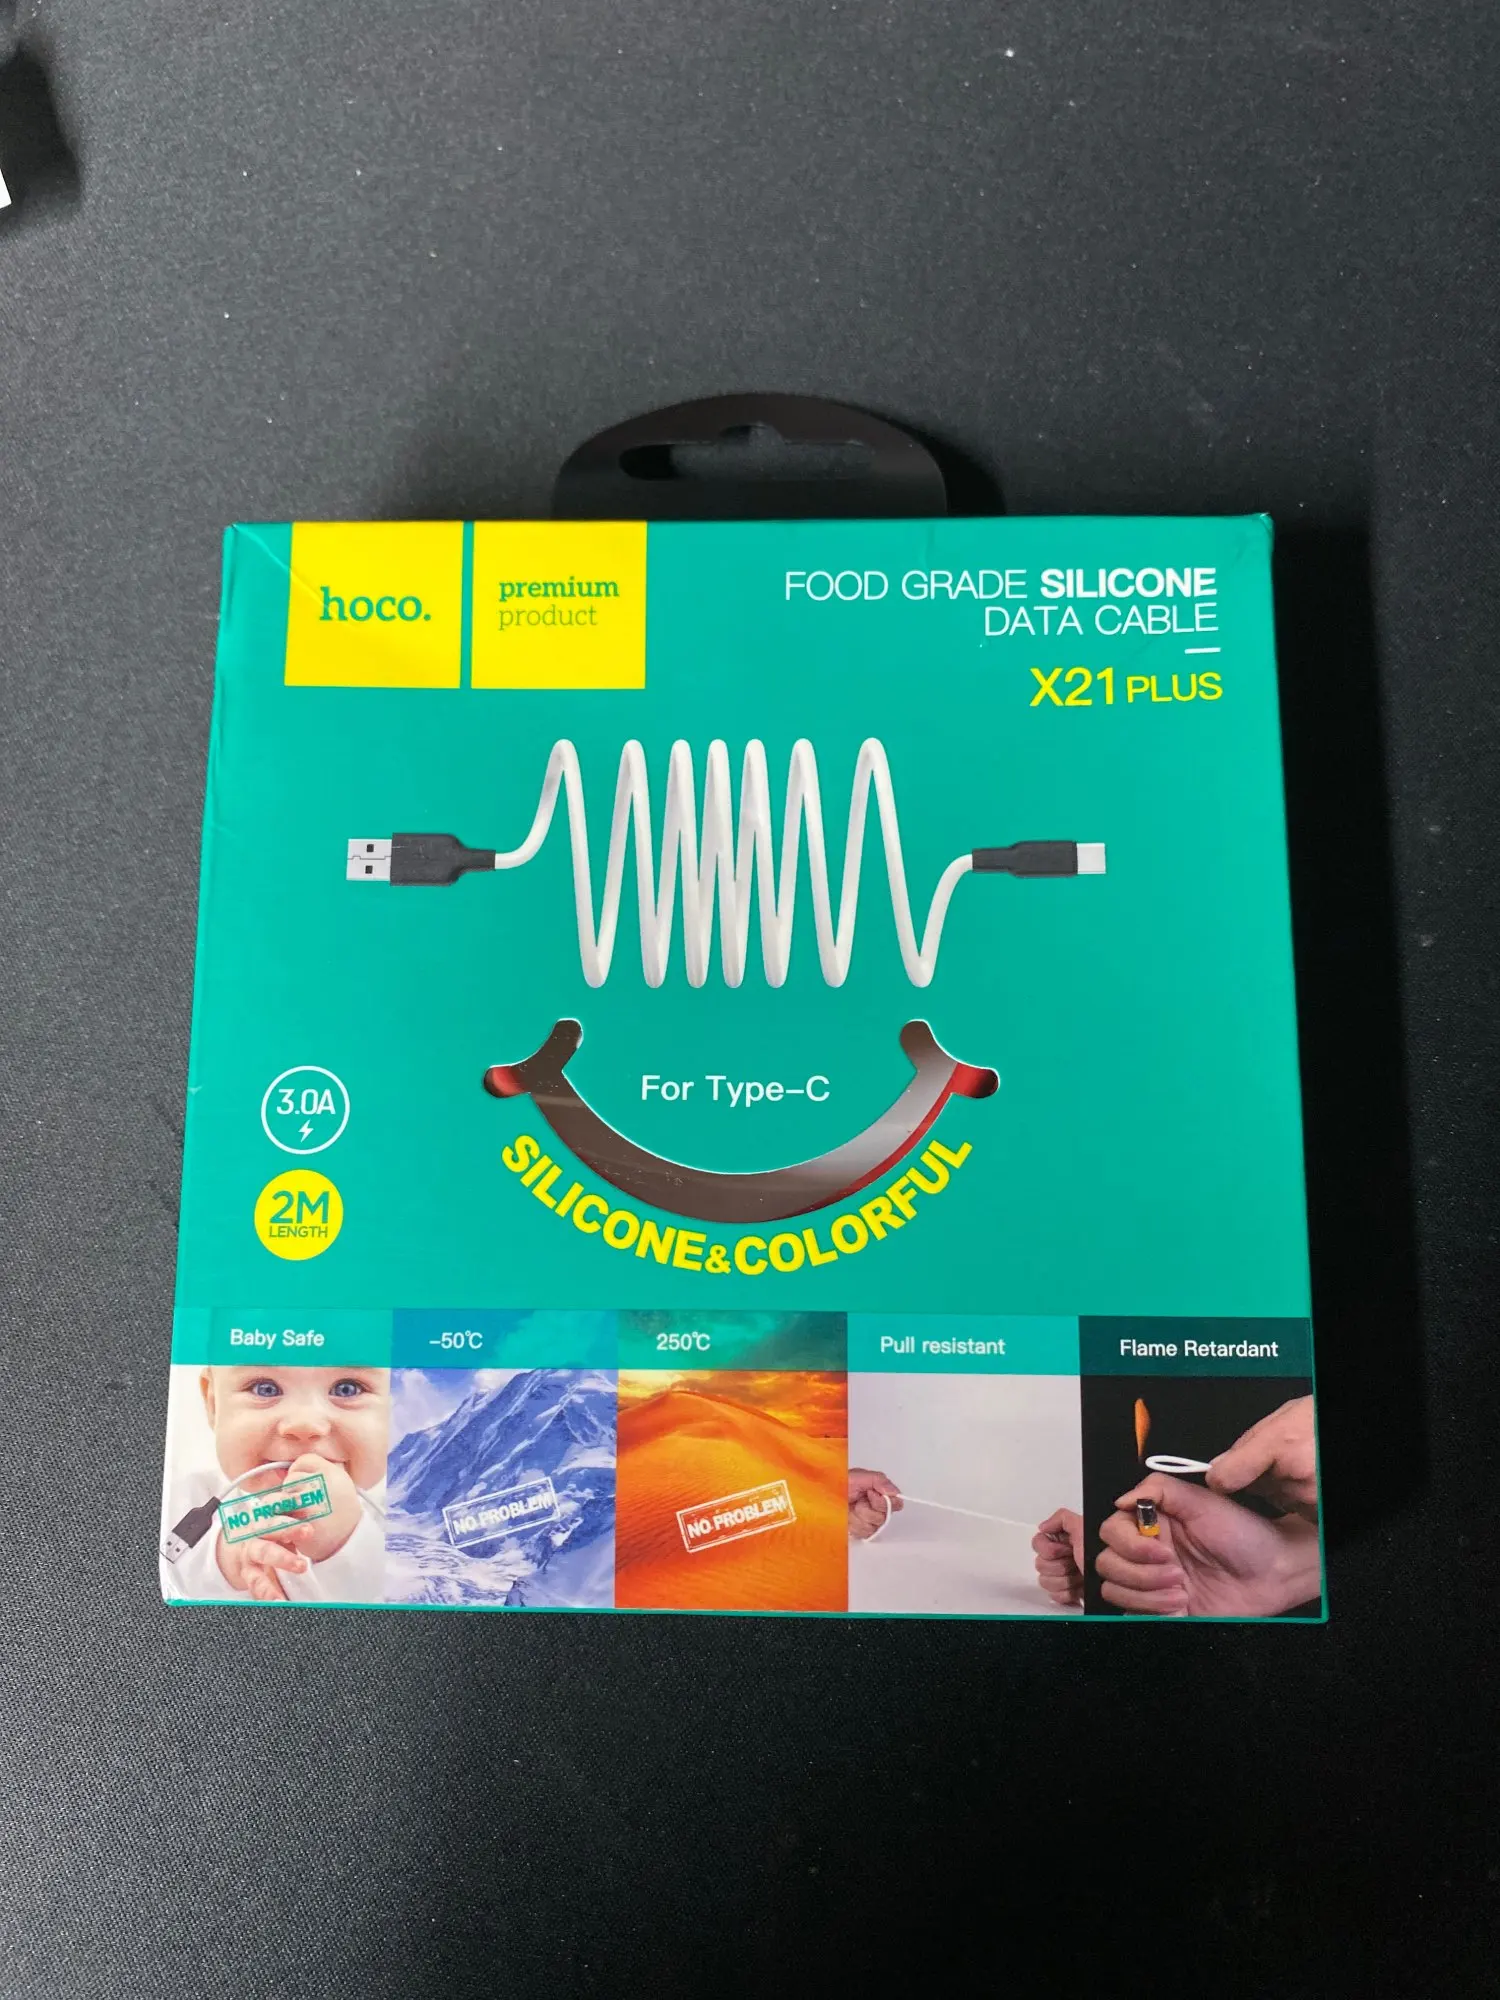 hoco.
premium
product
FOOD GRADE SILICONE
DATA CABLE
X21 PLUS
For Type-C
SILICONE&COLORFUL
3.0A
2M
LENGTH
Baby Safe
-50℃
250℃
Pull resistant
Flame Retardant
NO PROBLEM
NO PROBLEM
NO PROBLEM